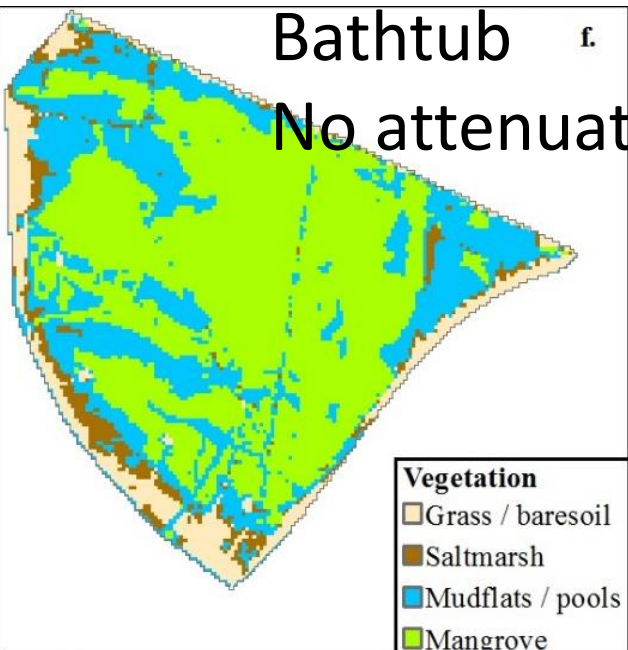 Bathtub
f.
No attenuat
Vegetation
Grass / baresoil
Saltmarsh
Mudflats / pools
Mangrove